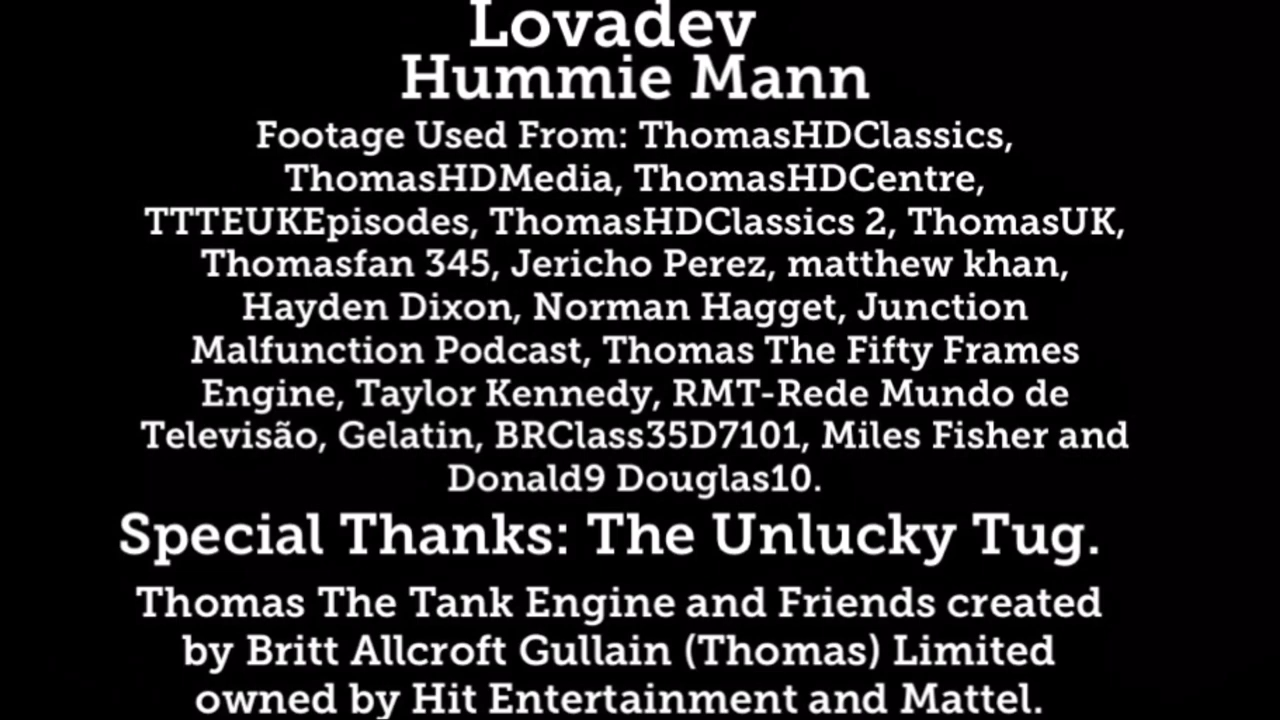 Lovadev
Hummie Mann
Footage Used From: ThomasHDClassics,
ThomasHDMedia, ThomasHDCentre,
TTTEUKEpisodes, ThomasHDClassics 2, ThomasUK,
Thomasfan 345, Jericho Perez, matthew khan,
Hayden Dixon, Norman Hagget, Junction
Malfunction Podcast, Thomas The Fifty Frames
Engine, Taylor Kennedy, RMT-Rede Mundo de
Televisão, Gelatin, BRClass35D7101, Miles Fisher and
Donald9 Douglas10.
Special Thanks: The Unlucky Tug.
Thomas The Tank Engine and Friends created
by Britt Allcroft Gullain (Thomas) Limited
owned by Hit Entertainment and Mattel.